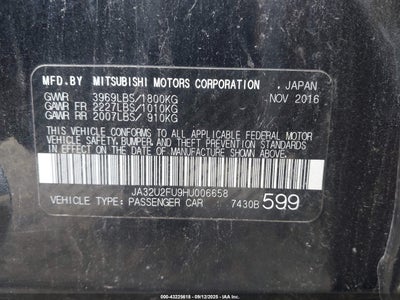 MFD.BY MITSUBISHI MOTORS CORPORATION , JAPAN
GVWR 3969LBS/1800KG NOV 2016
GAWR FR 2227LBS/1010KG
GAWR RR 2007LBS/ 910KG
THIS VEHICLE CONFORMS TO ALL APPLICABLE FEDERAL MOTOR
VEHICLE SAFETY, BUMPER, AND THEFT PREVENTION STANDARDS
IN EFFECT ON THE DATE OF MANUFACTURE SHOWN ABOVE.
JA32U2FU9HU006658
VEHICLE TYPE: PASSENGER CAR 7430B 599
000-43225618 - 09/12/2025 - IAAI.COM